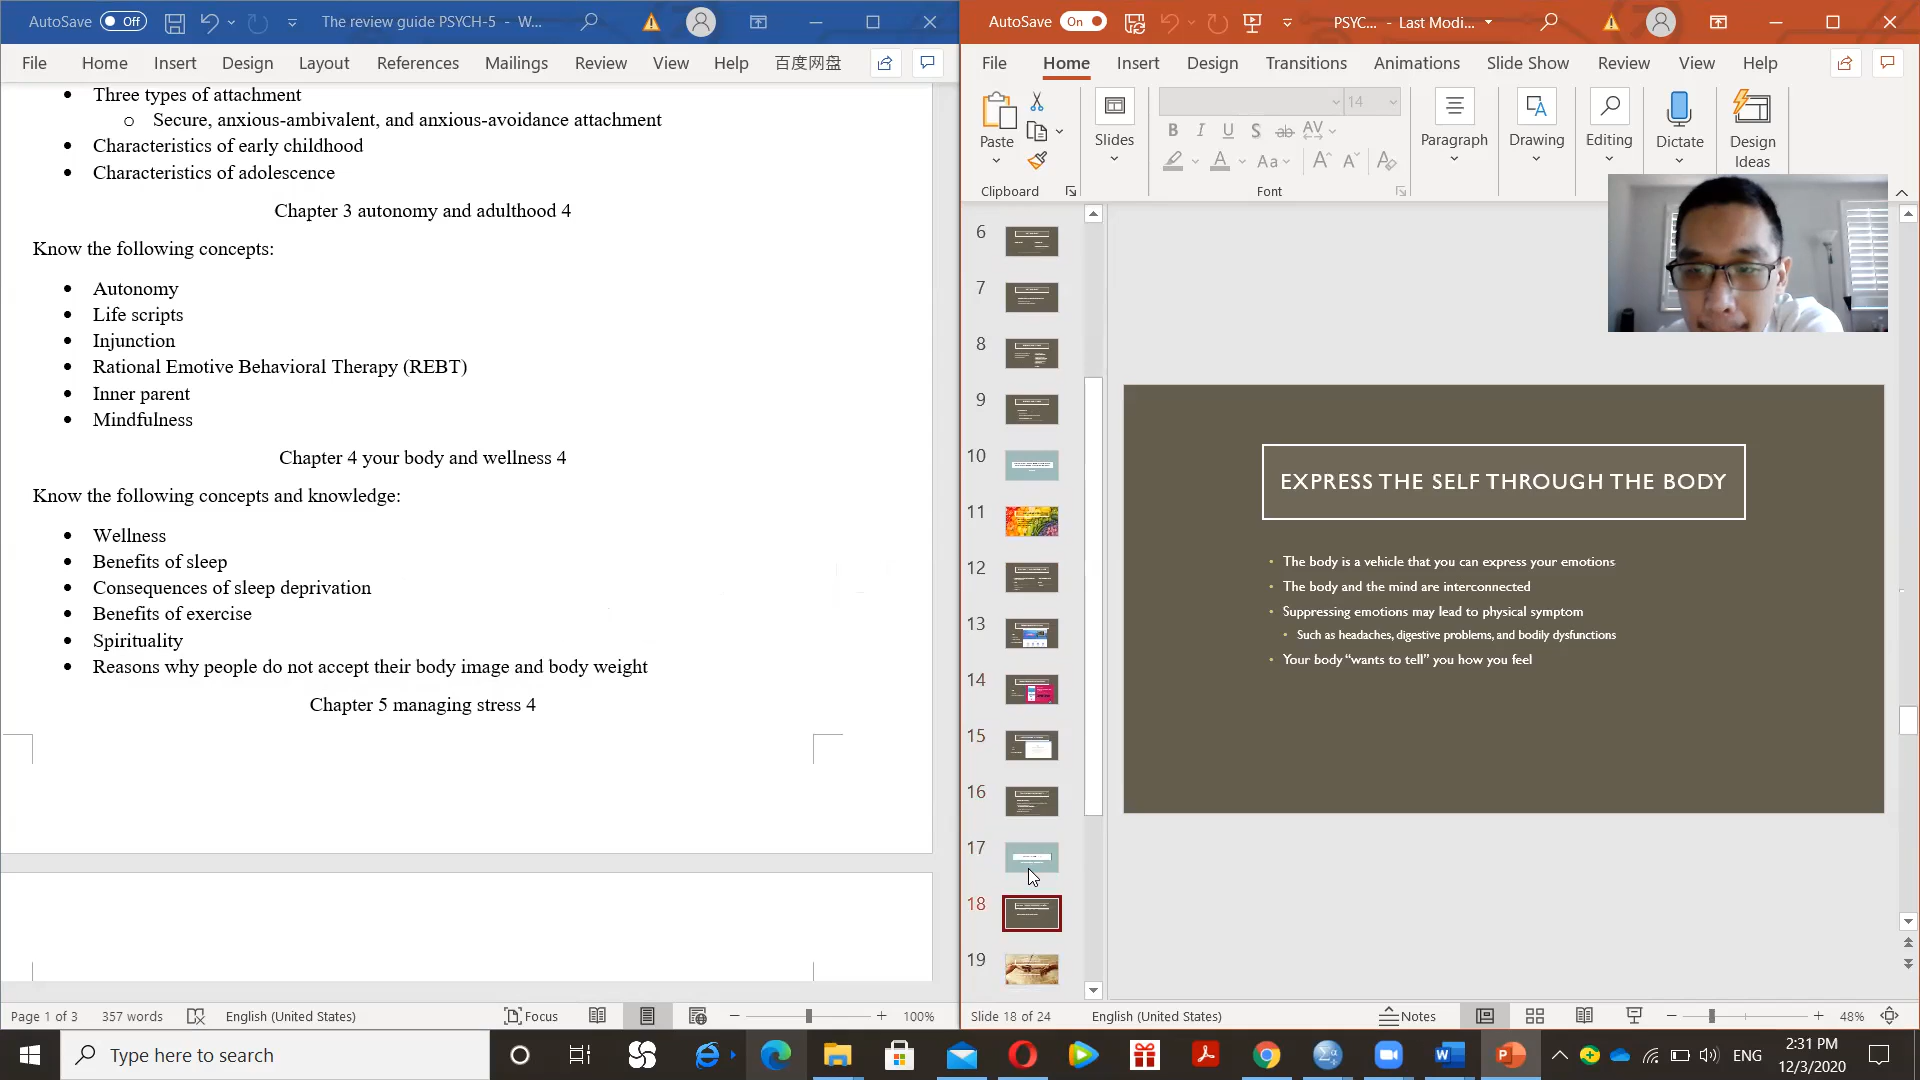 AutoSave Off The review guide PSYCH-5 - W...
File Home Insert Design Layout References Mailings Review View Help 百度网盘
• Three types of attachment
o Secure, anxious-ambivalent, and anxious-avoidance attachment
• Characteristics of early childhood
• Characteristics of adolescence
Chapter 3 autonomy and adulthood 4
Know the following concepts:
• Autonomy
• Life scripts
• Injunction
• Rational Emotive Behavioral Therapy (REBT)
• Inner parent
• Mindfulness
Chapter 4 your body and wellness 4
Know the following concepts and knowledge:
• Wellness
• Benefits of sleep
• Consequences of sleep deprivation
• Benefits of exercise
• Spirituality
• Reasons why people do not accept their body image and body weight
Chapter 5 managing stress 4
Page 1 of 3 357 words English (United States) Focus 100%
AutoSave On PSYC... - Last Modi...
File Home Insert Design Transitions Animations Slide Show Review View Help
14
B I U S ab AV
A Aa A A A
Paste Slides Paragraph Drawing Editing Dictate Design
Ideas
Clipboard Font
6
7
8
9
10
11
12
13
14
15
16
17
18
19
EXPRESS THE SELF THROUGH THE BODY
• The body is a vehicle that you can express your emotions
• The body and the mind are interconnected
• Suppressing emotions may lead to physical symptom
• Such as headaches, digestive problems, and bodily dysfunctions
• Your body “wants to tell” you how you feel
Slide 18 of 24 English (United States) Notes 48%
Type here to search
ENG
2:31 PM
12/3/2020